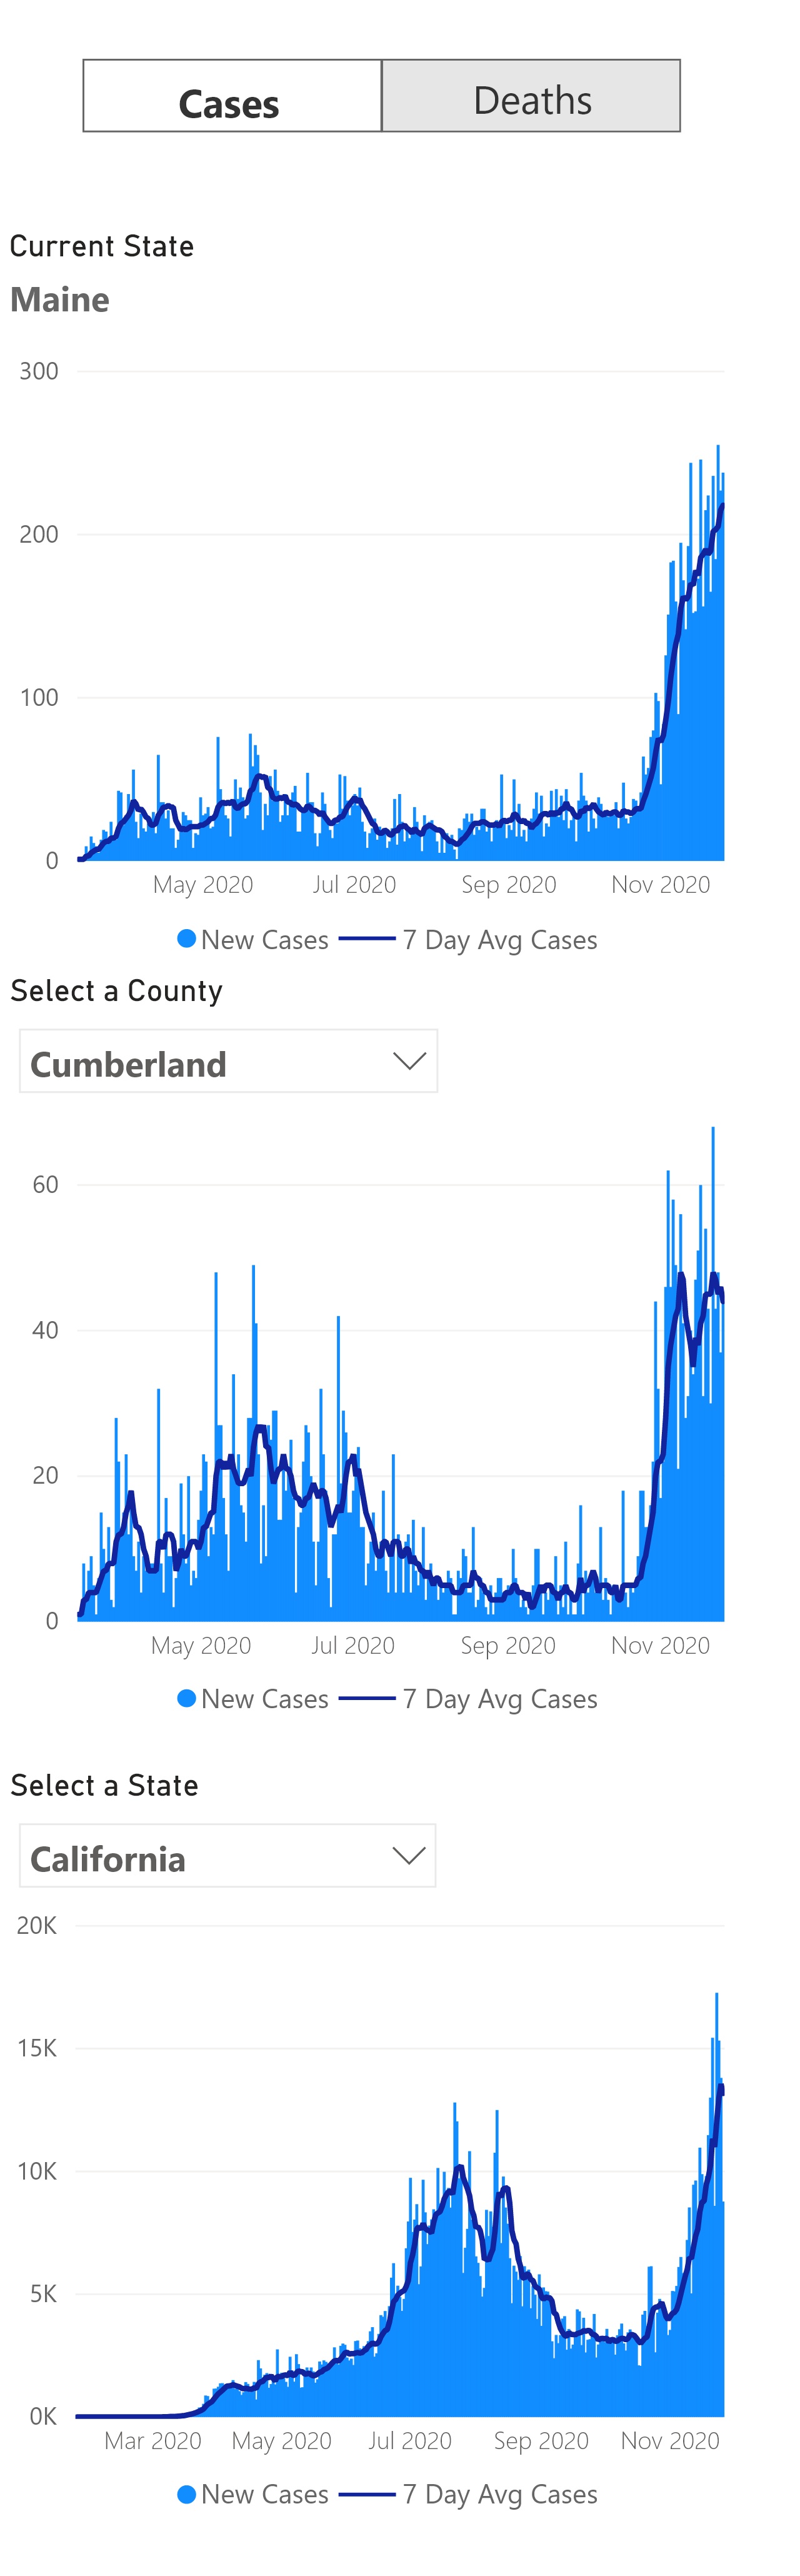 Cases Deaths
Current State
Maine
300
200
100
0
May 2020 Jul 2020 Sep 2020 Nov 2020
New Cases 7 Day Avg Cases
Select a County
Cumberland
60
40
20
0
May 2020 Jul 2020 Sep 2020 Nov 2020
New Cases 7 Day Avg Cases
Select a State
California
20K
15K
10K
5K
0K
Mar 2020 May 2020 Jul 2020 Sep 2020 Nov 2020
New Cases 7 Day Avg Cases